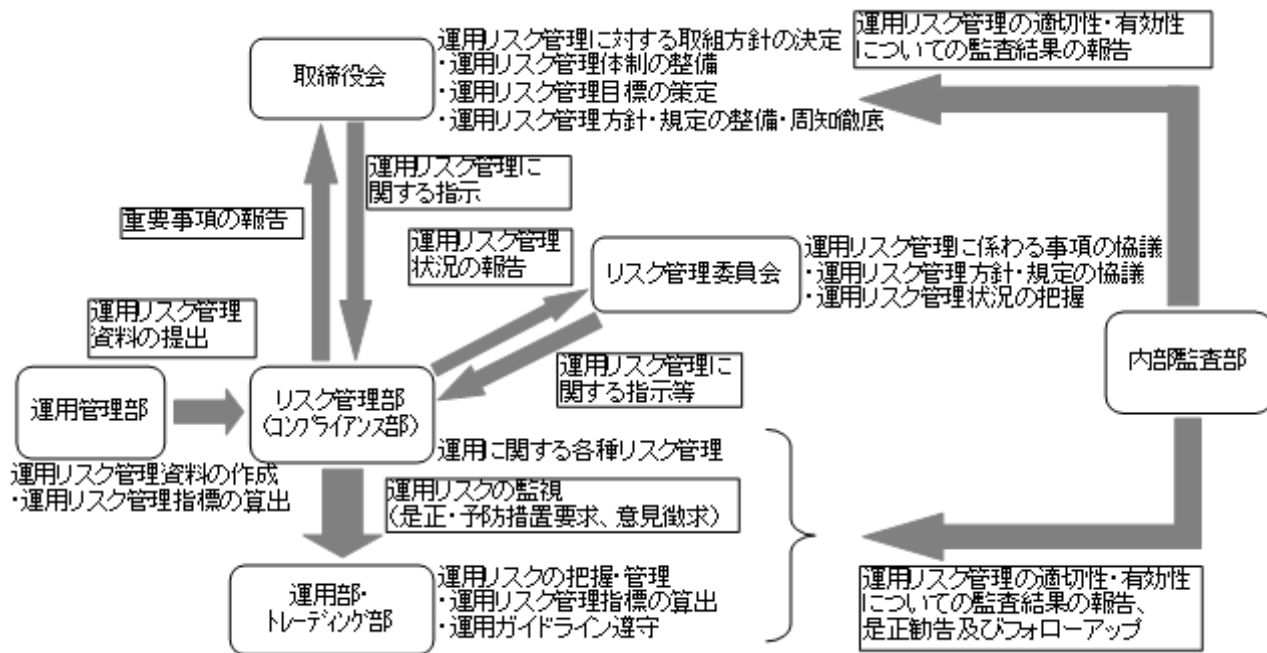 運用リスク管理に対する取組方針の決定
・運用リスク管理体制の整備
・運用リスク管理目標の策定
・運用リスク管理方針・規定の整備・周知徹底
取締役会
運用リスク管理の適切性・有効性
についての監査結果の報告
運用リスク管理に
関する指示
重要事項の報告
運用リスク管理
状況の報告
リスク管理委員会
運用リスク管理に係わる事項の協議
・運用リスク管理方針・規定の協議
・運用リスク管理状況の把握
運用リスク管理
資料の提出
内部監査部
運用リスク管理に
関する指示等
運用管理部
リスク管理部
(コンプライアンス部)
運用に関する各種リスク管理
運用リスク管理資料の作成
・運用リスク管理指標の算出
運用リスクの監視
(是正・予防措置要求、意見徴求)
運用部・
トレーディング部
運用リスクの把握・管理
・運用リスク管理指標の算出
・運用ガイドライン遵守
運用リスク管理の適切性・有効性
についての監査結果の報告、
是正勧告及びフォローアップ